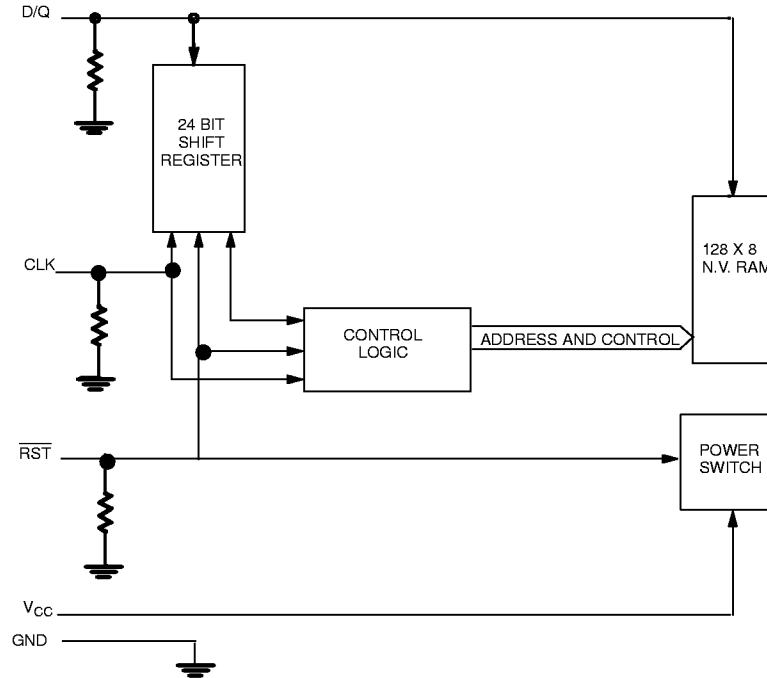 D/Q
24 BIT
SHIFT
REGISTER
128 X 8
N.V. RAM
CLK
CONTROL
LOGIC
ADDRESS AND CONTROL
RST
POWER
SWITCH
VCC
GND